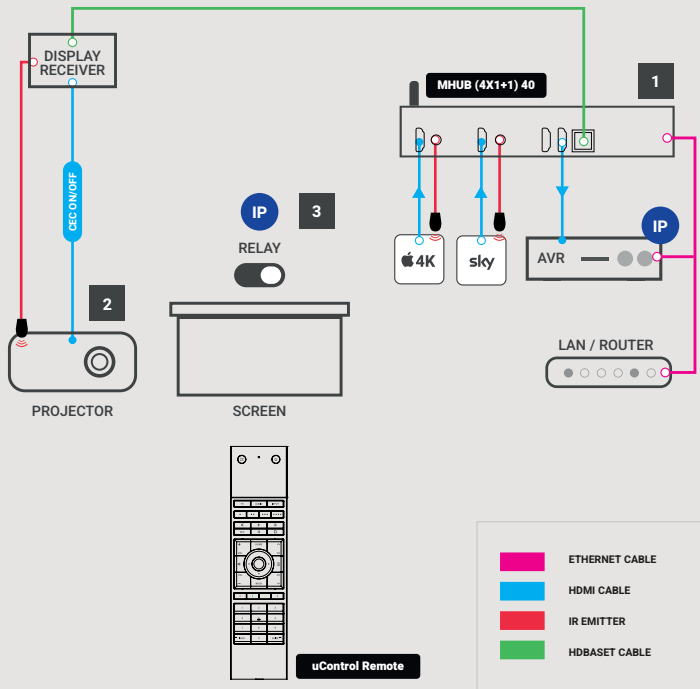 DISPLAY
RECEIVER
MHUB (4X1+1) 40
1
CEC ON/OFF
IP
3
RELAY
4K
sky
AVR
IP
2
LAN / ROUTER
PROJECTOR
SCREEN
uControl Remote
ETHERNET CABLE
HDMI CABLE
IR EMITTER
HDBASET CABLE